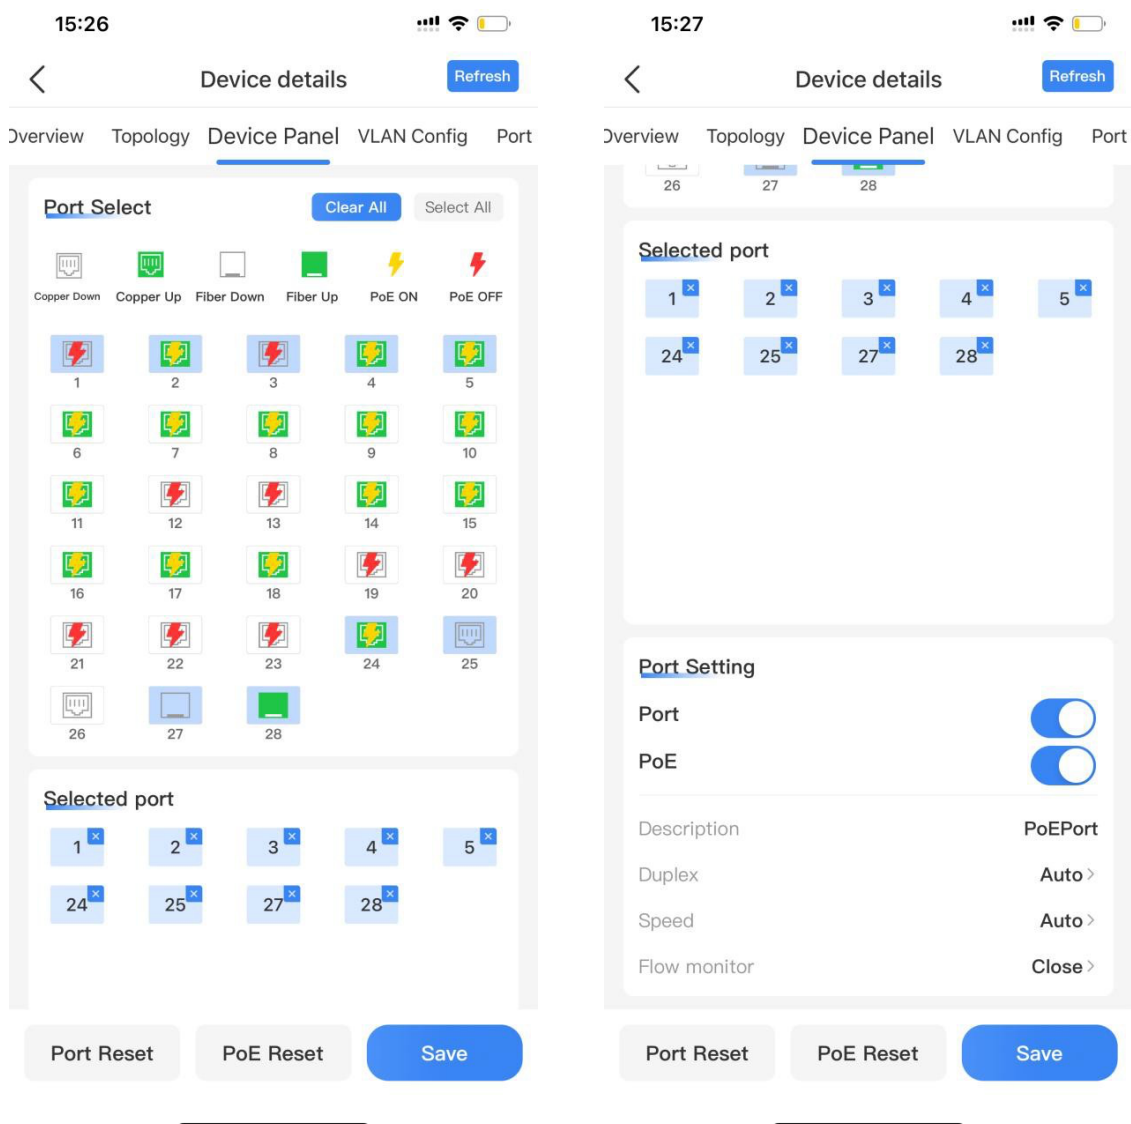 15:26
Device details
Refresh
Overview Topology Device Panel VLAN Config Port
Port Select
Clear All
Select All
Copper Down Copper Up Fiber Down Fiber Up PoE ON PoE OFF
1 2 3 4 5
6 7 8 9 10
11 12 13 14 15
16 17 18 19 20
21 22 23 24 25
26 27 28
Selected port
1 2 3 4 5
24 25 27 28
Port Reset
PoE Reset
Save
15:27
Device details
Refresh
Overview Topology Device Panel VLAN Config Port
26 27 28
Selected port
1 2 3 4 5
24 25 27 28
Port Setting
Port
PoE
Description PoEPort
Duplex Auto
Speed Auto
Flow monitor Close
Port Reset
PoE Reset
Save